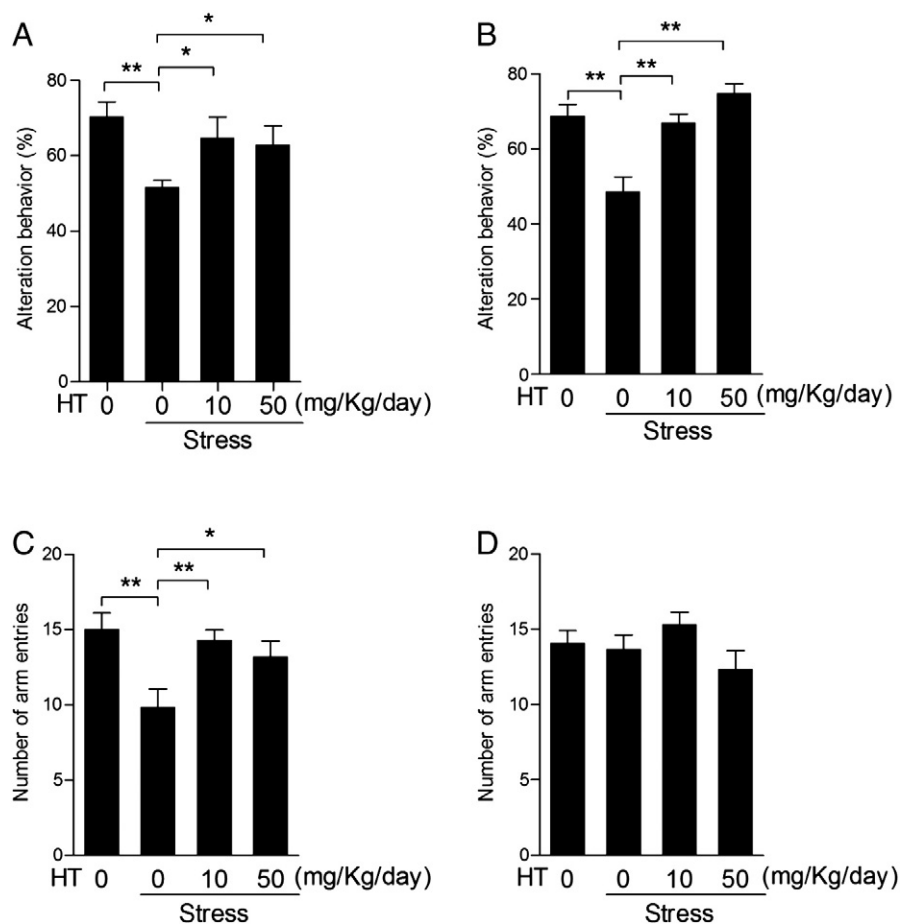 A
*
*
**
Alteration behavior (%)
80
60
40
20
0
HT 0 0 10 50 (mg/Kg/day)
Stress
B
**
**
**
Alteration behavior (%)
80
60
40
20
0
HT 0 0 10 50 (mg/Kg/day)
Stress
C
*
**
**
Number of arm entries
20
15
10
5
0
HT 0 0 10 50 (mg/Kg/day)
Stress
D
Number of arm entries
20
15
10
5
0
HT 0 0 10 50 (mg/Kg/day)
Stress